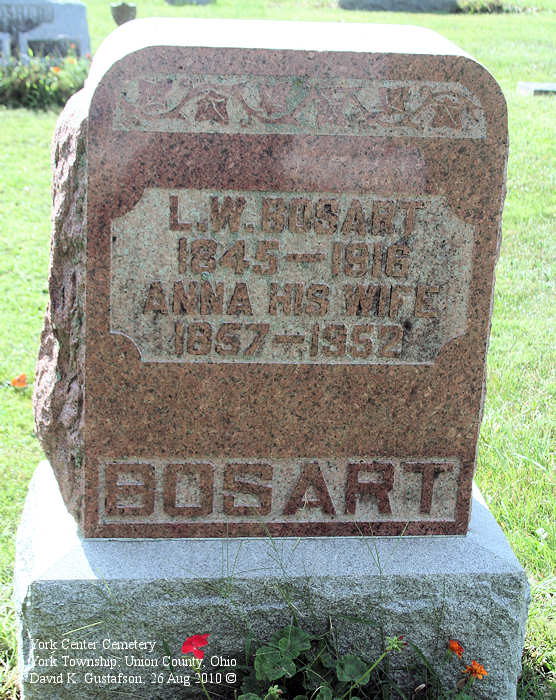 L.W. BOSART
1845—1916
ANNA HIS WIFE
1857—1952
BOSART
York Center Cemetery
York Township, Union County, Ohio
David K. Gustafson, 26 Aug 2010 ©